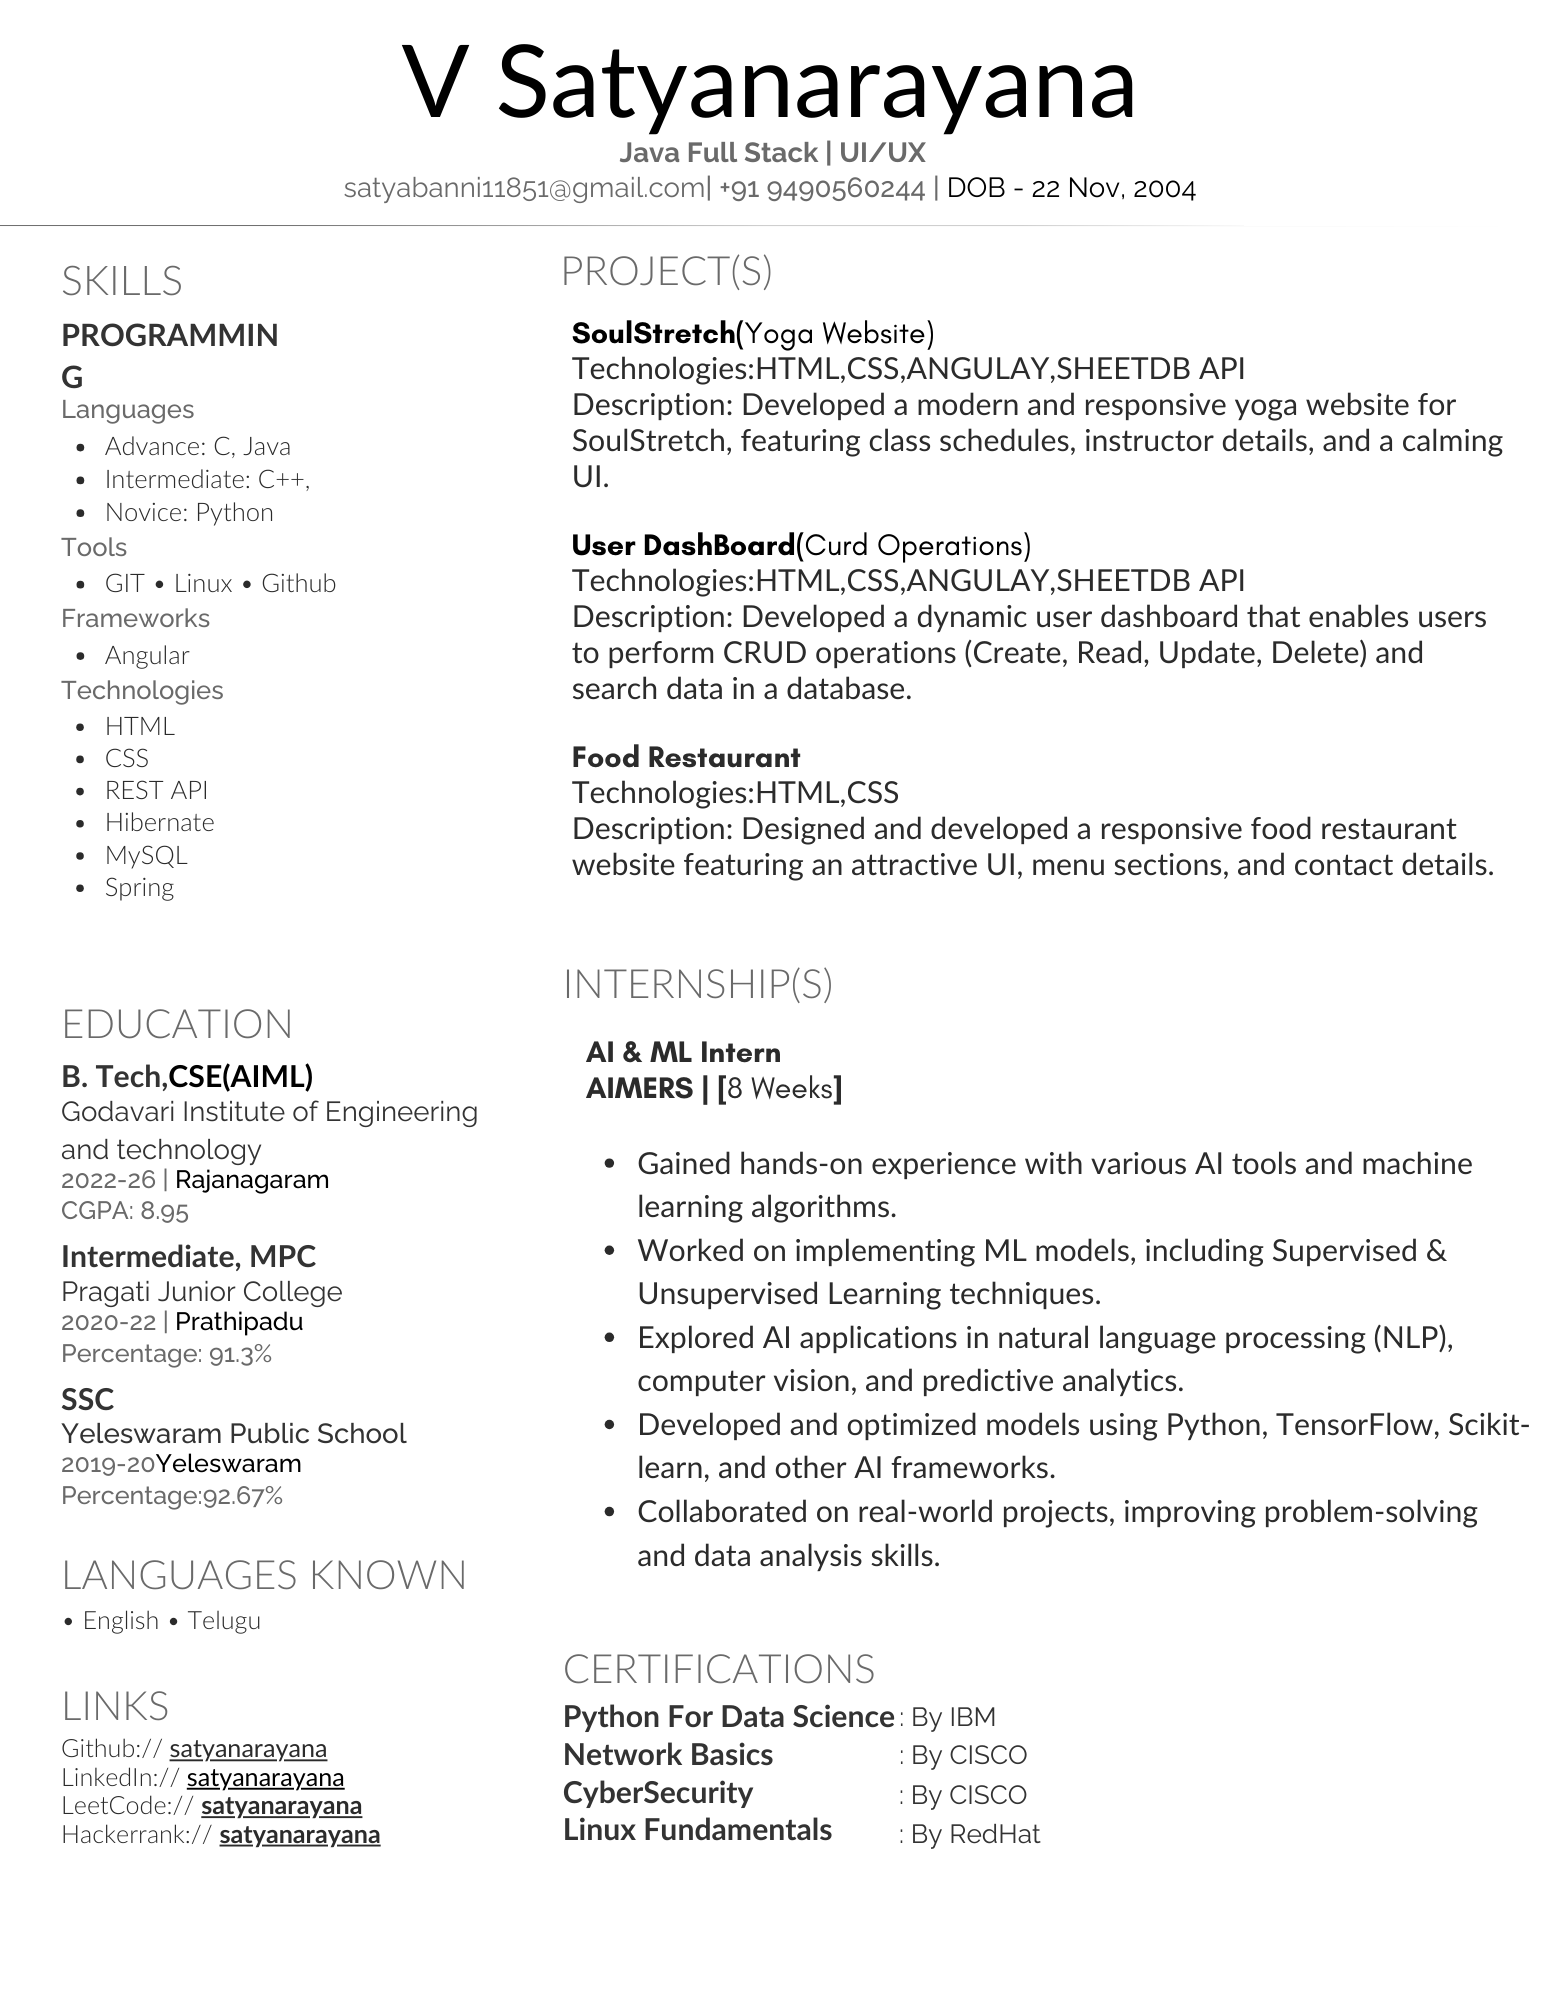 V Satyanarayana
Java Full Stack | UI/UX
satyabanni11851@gmail.com| +91 9490560244 | DOB - 22 Nov, 2004
SKILLS
PROGRAMMIN
G
Languages
• Advance: C, Java
• Intermediate: C++,
• Novice: Python
Tools
• GIT • Linux • Github
Frameworks
• Angular
Technologies
• HTML
• CSS
• REST API
• Hibernate
• MySQL
• Spring
EDUCATION
B. Tech,CSE(AIML)
Godavari Institute of Engineering
and technology
2022-26 | Rajanagaram
CGPA: 8.95
Intermediate, MPC
Pragati Junior College
2020-22 | Prathipadu
Percentage: 91.3%
SSC
Yeleswaram Public School
2019-20Yeleswaram
Percentage:92.67%
LANGUAGES KNOWN
• English • Telugu
LINKS
Github:// satyanarayana
LinkedIn:// satyanarayana
LeetCode:// satyanarayana
Hackerrank:// satyanarayana
PROJECT(S)
SoulStretch(Yoga Website)
Technologies:HTML,CSS,ANGULAY,SHEETDB API
Description: Developed a modern and responsive yoga website for
SoulStretch, featuring class schedules, instructor details, and a calming
UI.
User DashBoard(Curd Operations)
Technologies:HTML,CSS,ANGULAY,SHEETDB API
Description: Developed a dynamic user dashboard that enables users
to perform CRUD operations (Create, Read, Update, Delete) and
search data in a database.
Food Restaurant
Technologies:HTML,CSS
Description: Designed and developed a responsive food restaurant
website featuring an attractive UI, menu sections, and contact details.
INTERNSHIP(S)
AI & ML Intern
AIMERS | [8 Weeks]
• Gained hands-on experience with various AI tools and machine
learning algorithms.
• Worked on implementing ML models, including Supervised &
Unsupervised Learning techniques.
• Explored AI applications in natural language processing (NLP),
computer vision, and predictive analytics.
• Developed and optimized models using Python, TensorFlow, Scikit-
learn, and other AI frameworks.
• Collaborated on real-world projects, improving problem-solving
and data analysis skills.
CERTIFICATIONS
Python For Data Science : By IBM
Network Basics : By CISCO
CyberSecurity : By CISCO
Linux Fundamentals : By RedHat